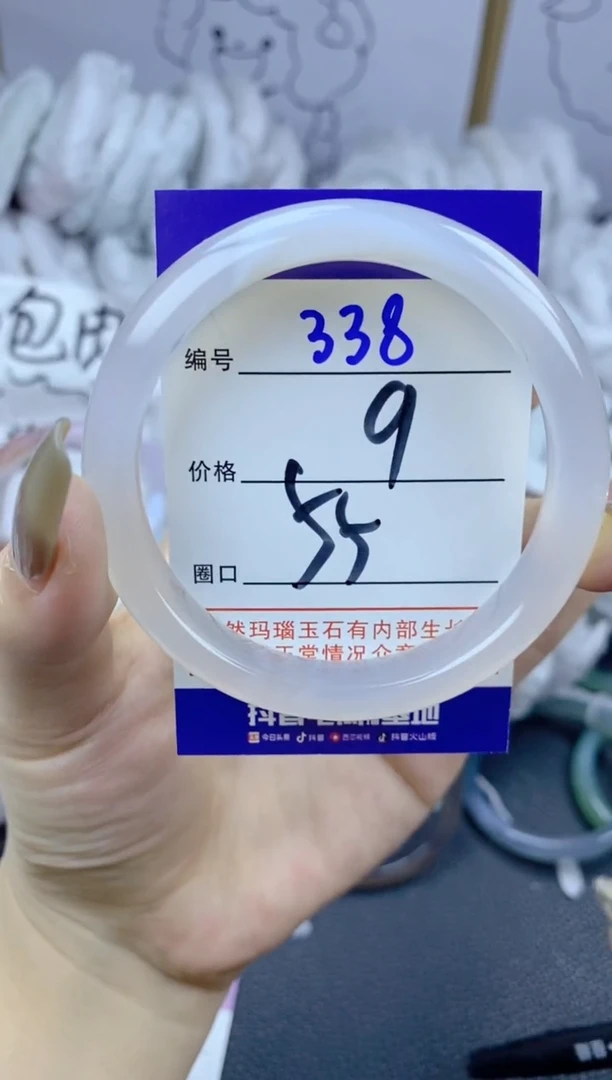 包肉
编号 338
价格 9
圈口 55
然玛瑙玉石有内部生长
正常情况介意
今日头条 抖音 西瓜视频 抖音火山版